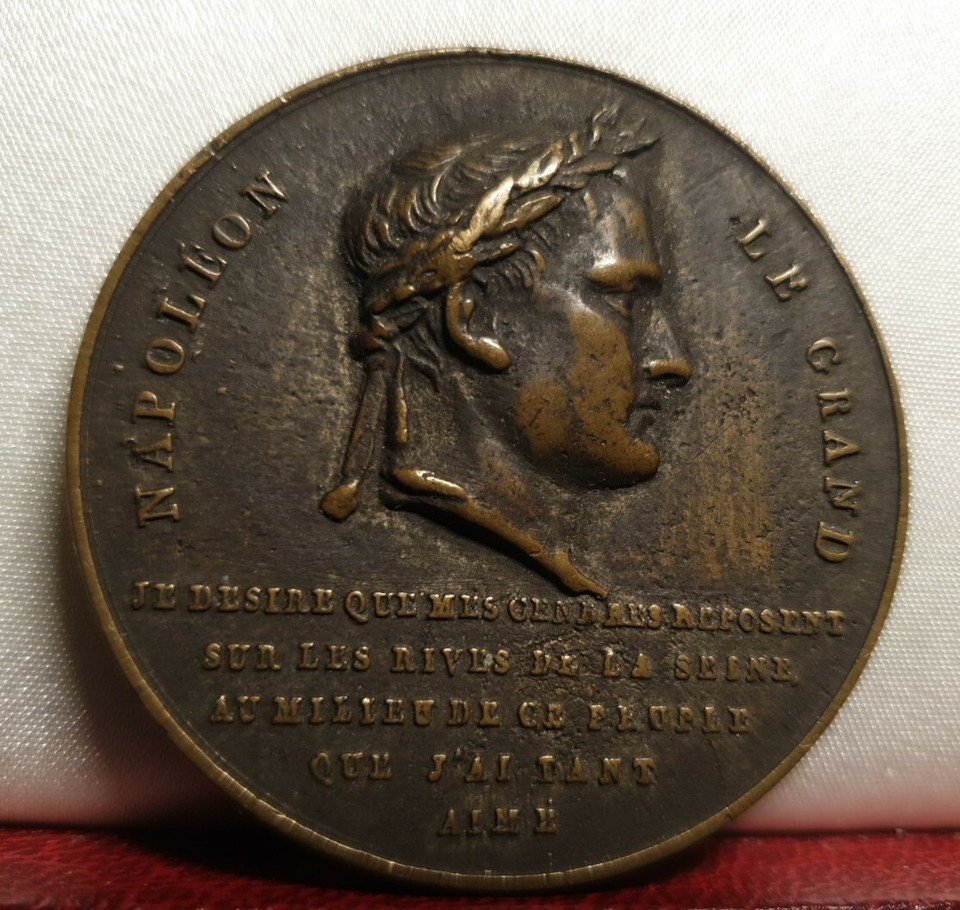 NAPOLÉON LE GRAND
JE DESIRE QUE MES CENDRES REPOSENT
SUR LES RIVES DE LA SEINE,
AU MILIEU DE CE PEUPLE
QUE J'AI TANT
AIMÉ